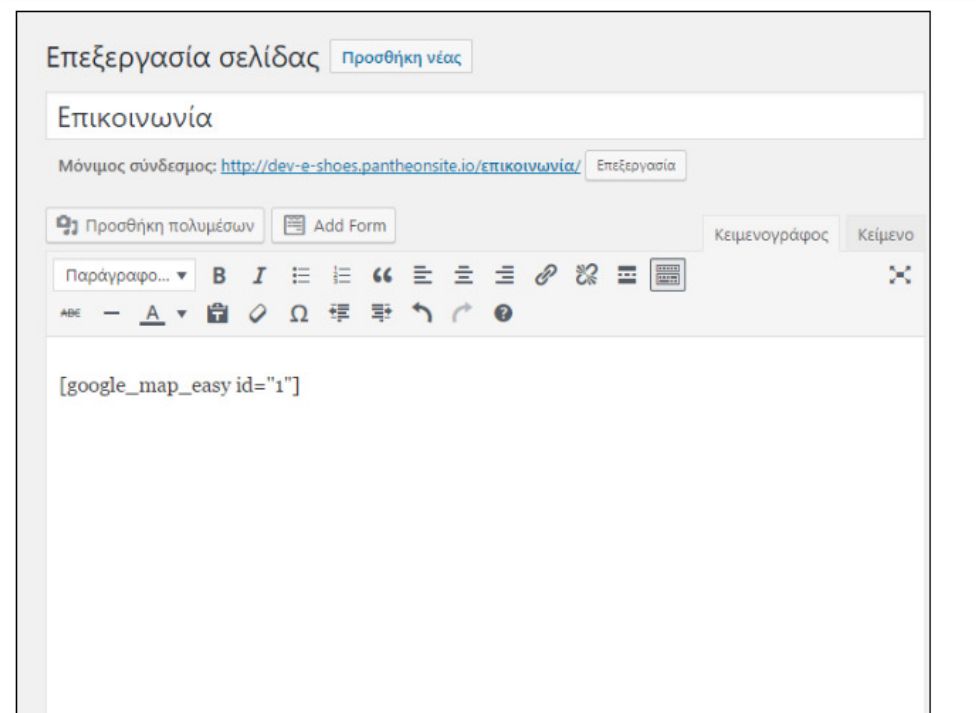 Επεξεργασία σελίδας Προσθήκη νέας
Επικοινωνία
Μόνιμος σύνδεσμος: http://dev-e-shoes.pantheonsite.io/επικοινωνία/ Επεξεργασία
Προσθήκη πολυμέσων Add Form Κειμενογράφος Κείμενο
Παράγραφο... B I
ABE A Ω
[google_map_easy id="1"]